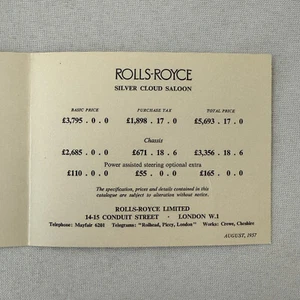 ROLLS-ROYCE
SILVER CLOUD SALOON
BASIC PRICE PURCHASE TAX TOTAL PRICE
£3,795 . 0 . 0 £1,898 . 17 . 0 £5,693 . 17 . 0
Chassis
£2,685 . 0 . 0 £671 . 18 . 6 £3,356 . 18 . 6
Power assisted steering optional extra
£110 . 0 . 0 £55 . 0 . 0 £165 . 0 . 0
The specification, prices and details contained in this
catalogue are subject to alteration without notice.
ROLLS-ROYCE LIMITED
14-15 CONDUIT STREET · LONDON W.1
Telephone: Mayfair 6201 Telegrams: "Rolhead, Piccy, London" Works: Crewe, Cheshire
AUGUST, 1957